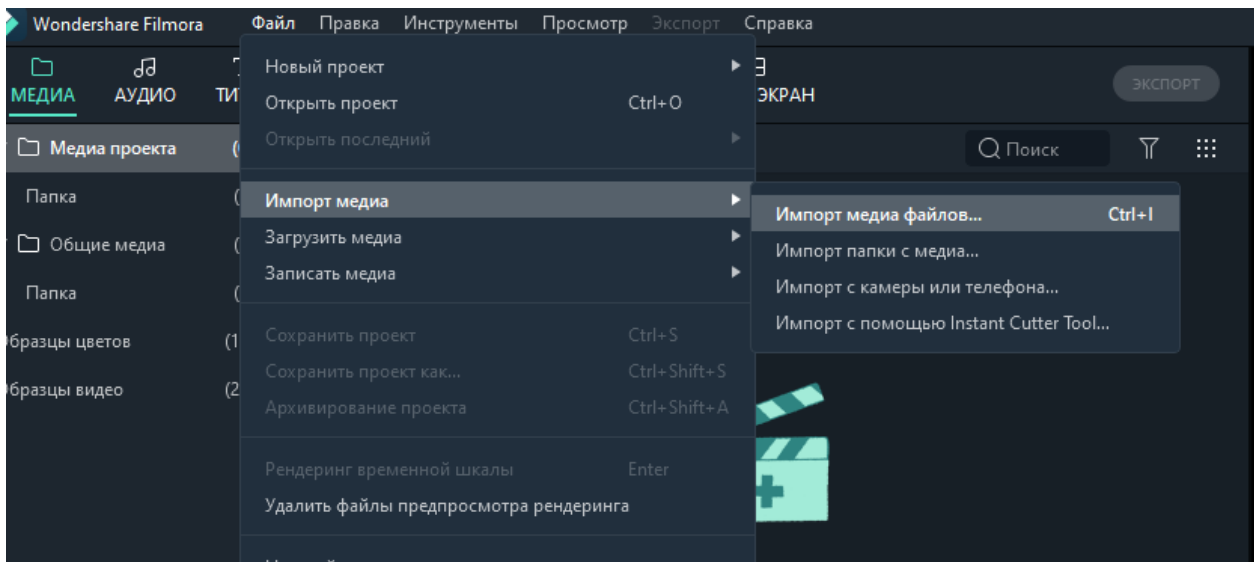 Wondershare Filmora Файл Правка Инструменты Просмотр Экспорт Справка
МЕДИА АУДИО ЭКРАН ЭКСПОРТ
Медиа проекта
Поиск
Папка
Общие медиа
Папка
Образцы цветов
Образцы видео
Новый проект
Открыть проект Ctrl+O
Открыть последний
Импорт медиа
Загрузить медиа
Записать медиа
Сохранить проект Ctrl+S
Сохранить проект как... Ctrl+Shift+S
Архивирование проекта Ctrl+Shift+A
Рендеринг временной шкалы Enter
Удалить файлы предпросмотра рендеринга
Импорт медиа файлов... Ctrl+I
Импорт папки с медиа...
Импорт с камеры или телефона...
Импорт с помощью Instant Cutter Tool...